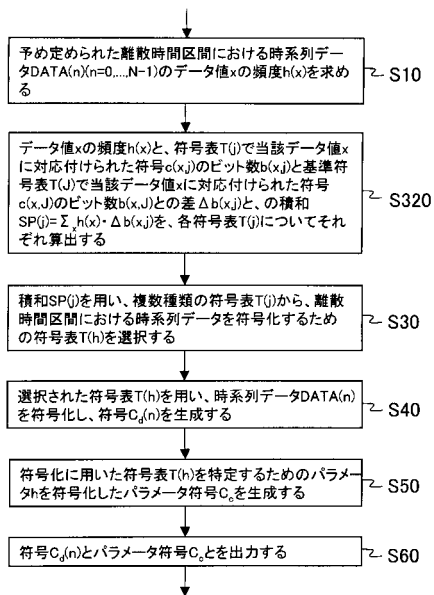 予め定められた離散時間区間における時系列デー
タDATA(n)(n=0,...,N-1)のデータ値xの頻度h(x)を求め
る
S10
データ値xの頻度h(x)と、符号表T(j)で当該データ値x
に対応付けられた符号c(x,j)のビット数b(x,j)と基準符
号表T(J)で当該データ値xに対応付けられた符号
c(x,J)のビット数b(x,J)との差Δb(x,j)と、の積和
SP(j)=Σxh(x)・Δb(x,j)を、各符号表T(j)についてそれ
ぞれ算出する
S320
積和SP(j)を用い、複数種類の符号表T(j)から、離散
時間区間における時系列データを符号化するため
の符号表T(h)を選択する
S30
選択された符号表T(h)を用い、時系列データDATA(n)
を符号化し、符号Cd(n)を生成する
S40
符号化に用いた符号表T(h)を特定するためのパラメー
タhを符号化したパラメータ符号Ccを生成する
S50
符号Cd(n)とパラメータ符号Ccとを出力する
S60